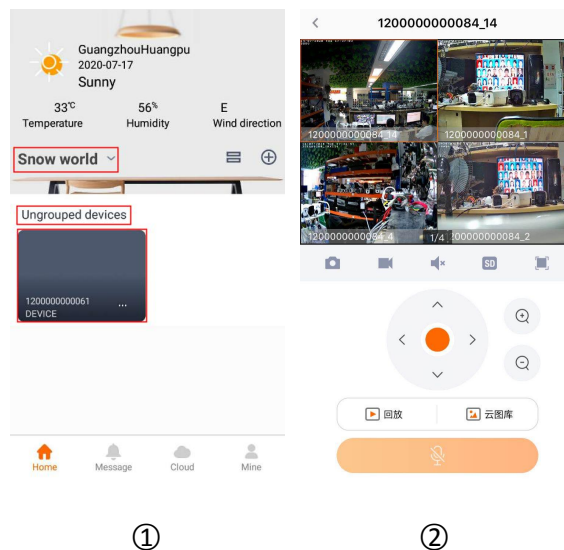 GuangzhouHuangpu
2020-07-17
Sunny
33℃
56%
E
Temperature
Humidity
Wind direction
Snow world
Ungrouped devices
1200000000061
...
DEVICE
Home
Message
Cloud
Mine
①
1200000000084_14
1200000000084_14
1200000000084_1
1200000000084_4
1/4
1200000000084_2
SD
回放
云图库
②